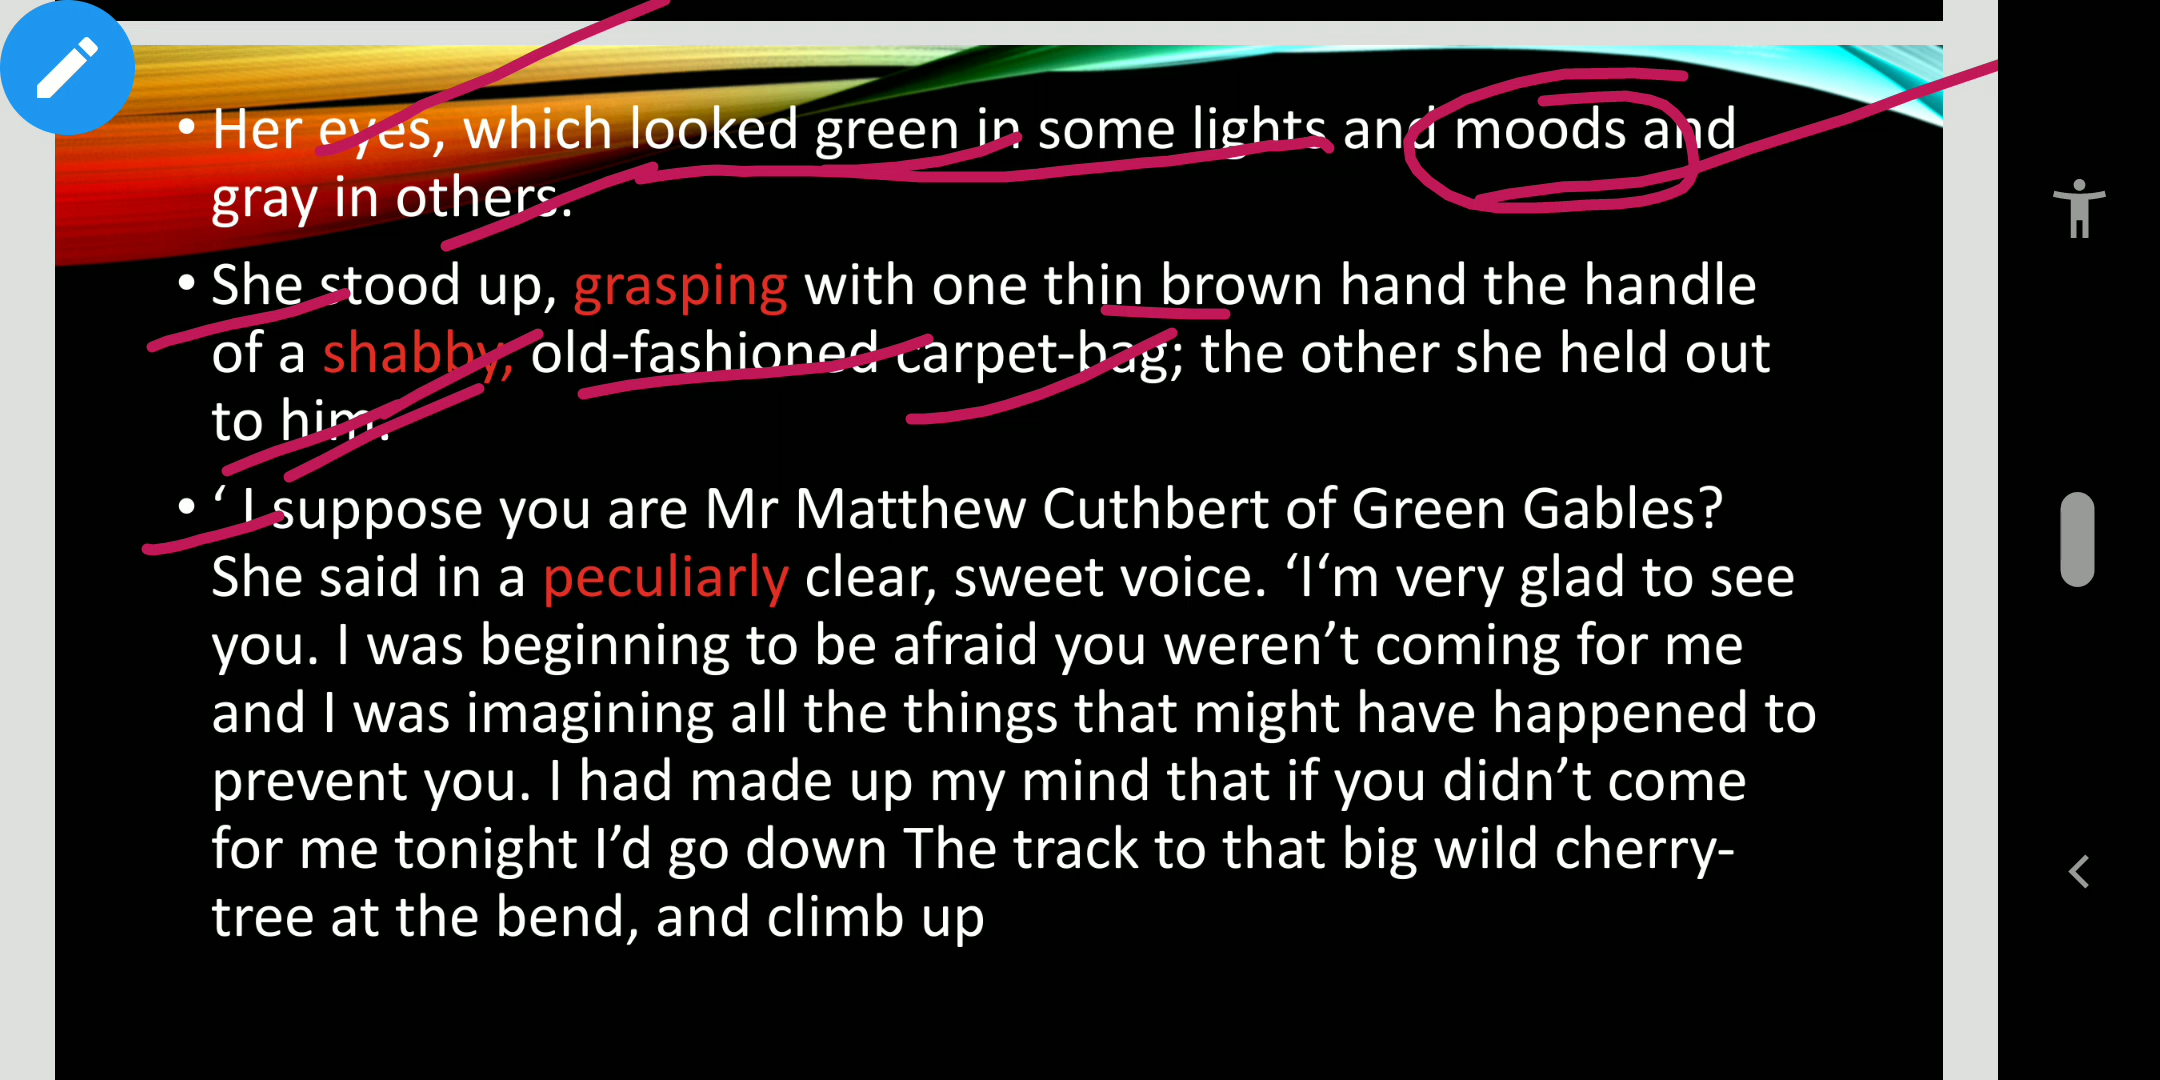 • Her eyes, which looked green in some lights and moods and
gray in others.
• She stood up, grasping with one thin brown hand the handle
of a shabby, old-fashioned carpet-bag; the other she held out
to him.
• ‘ I suppose you are Mr Matthew Cuthbert of Green Gables?
She said in a peculiarly clear, sweet voice. ‘I‘m very glad to see
you. I was beginning to be afraid you weren’t coming for me
and I was imagining all the things that might have happened to
prevent you. I had made up my mind that if you didn’t come
for me tonight I’d go down The track to that big wild cherry-
tree at the bend, and climb up